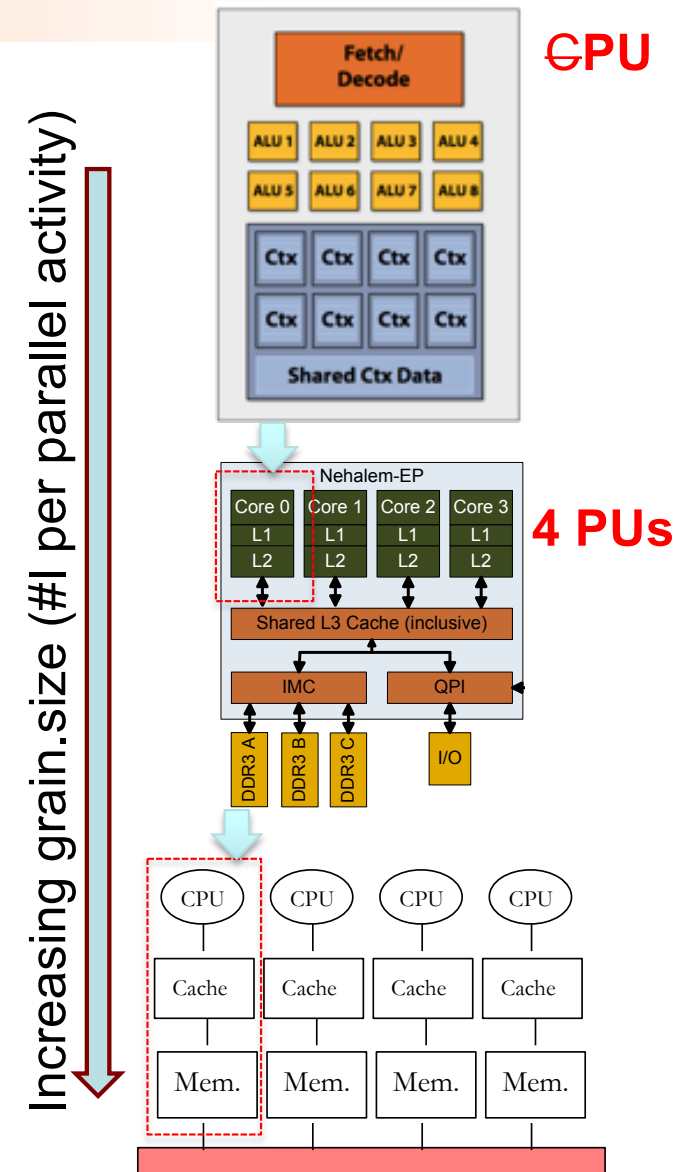 CPU
Fetch/
Decode
ALU 1 ALU 2 ALU 3 ALU 4
ALU 5 ALU 6 ALU 7 ALU 8
Ctx Ctx Ctx Ctx
Ctx Ctx Ctx Ctx
Shared Ctx Data
Increasing grain.size (#I per parallel activity)
Nehalem-EP
Core 0 Core 1 Core 2 Core 3
L1 L1 L1 L1
L2 L2 L2 L2
4 PUs
Shared L3 Cache (inclusive)
IMC QPI
DDR3 A DDR3 B DDR3 C I/O
CPU CPU CPU CPU
Cache Cache Cache Cache
Mem. Mem. Mem. Mem.